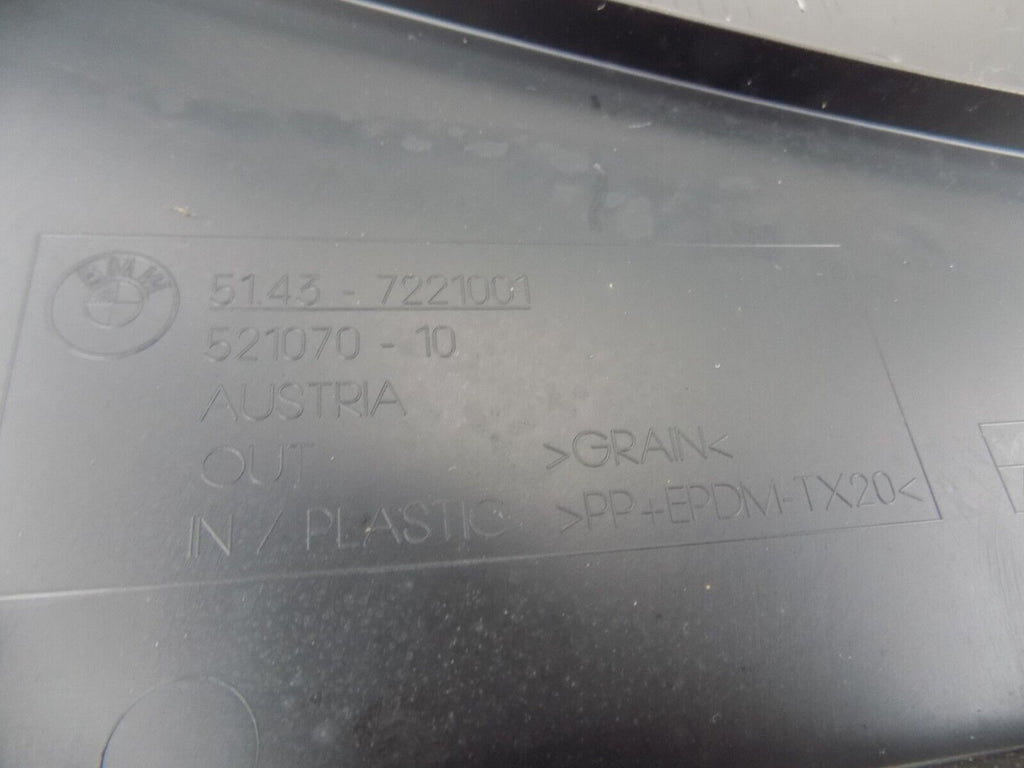 BMW
51.43 - 7221001
521070 - 10
AUSTRIA
OUT >GRAIN<
IN / PLASTIC >PP+EPDM-TX20<